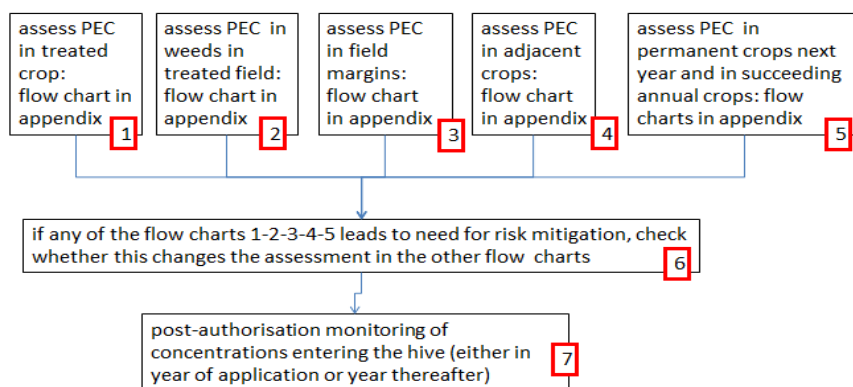 assess PEC
in treated
crop:
flow chart in
appendix
1
assess PEC in
weeds in
treated field:
flow chart in
appendix
2
assess PEC
in field
margins:
flow chart
in appendix
3
assess PEC
in adjacent
crops:
flow chart
in appendix
4
assess PEC in
permanent crops next
year and in succeeding
annual crops: flow
charts in appendix
5
if any of the flow charts 1-2-3-4-5 leads to need for risk mitigation, check
whether this changes the assessment in the other flow charts
6
post-authorisation monitoring of
concentrations entering the hive (either in
year of application or year thereafter)
7